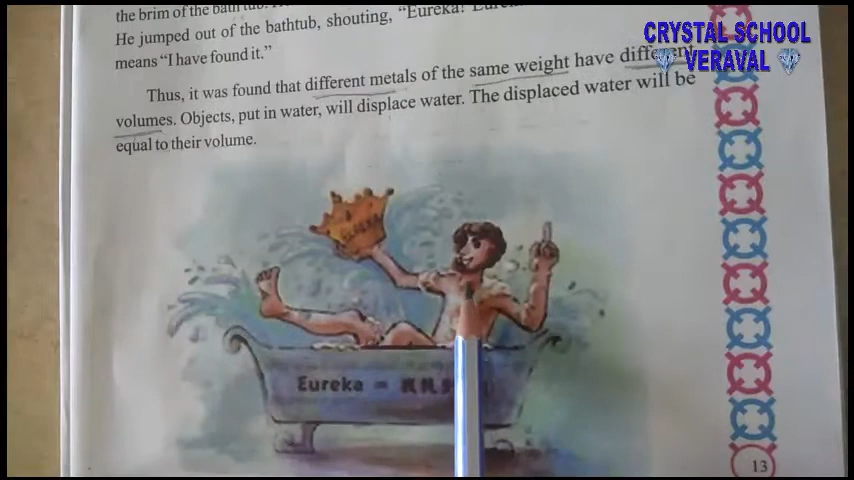 the brim of the bathtub.
He jumped out of the bathtub, shouting, "Eureka!
means "I have found it."
Thus, it was found that different metals of the same weight have different
volumes. Objects, put in water, will displace water. The displaced water will be
equal to their volume.
CRYSTAL SCHOOL
VERAVAL
EUREKA
Eureka =
13